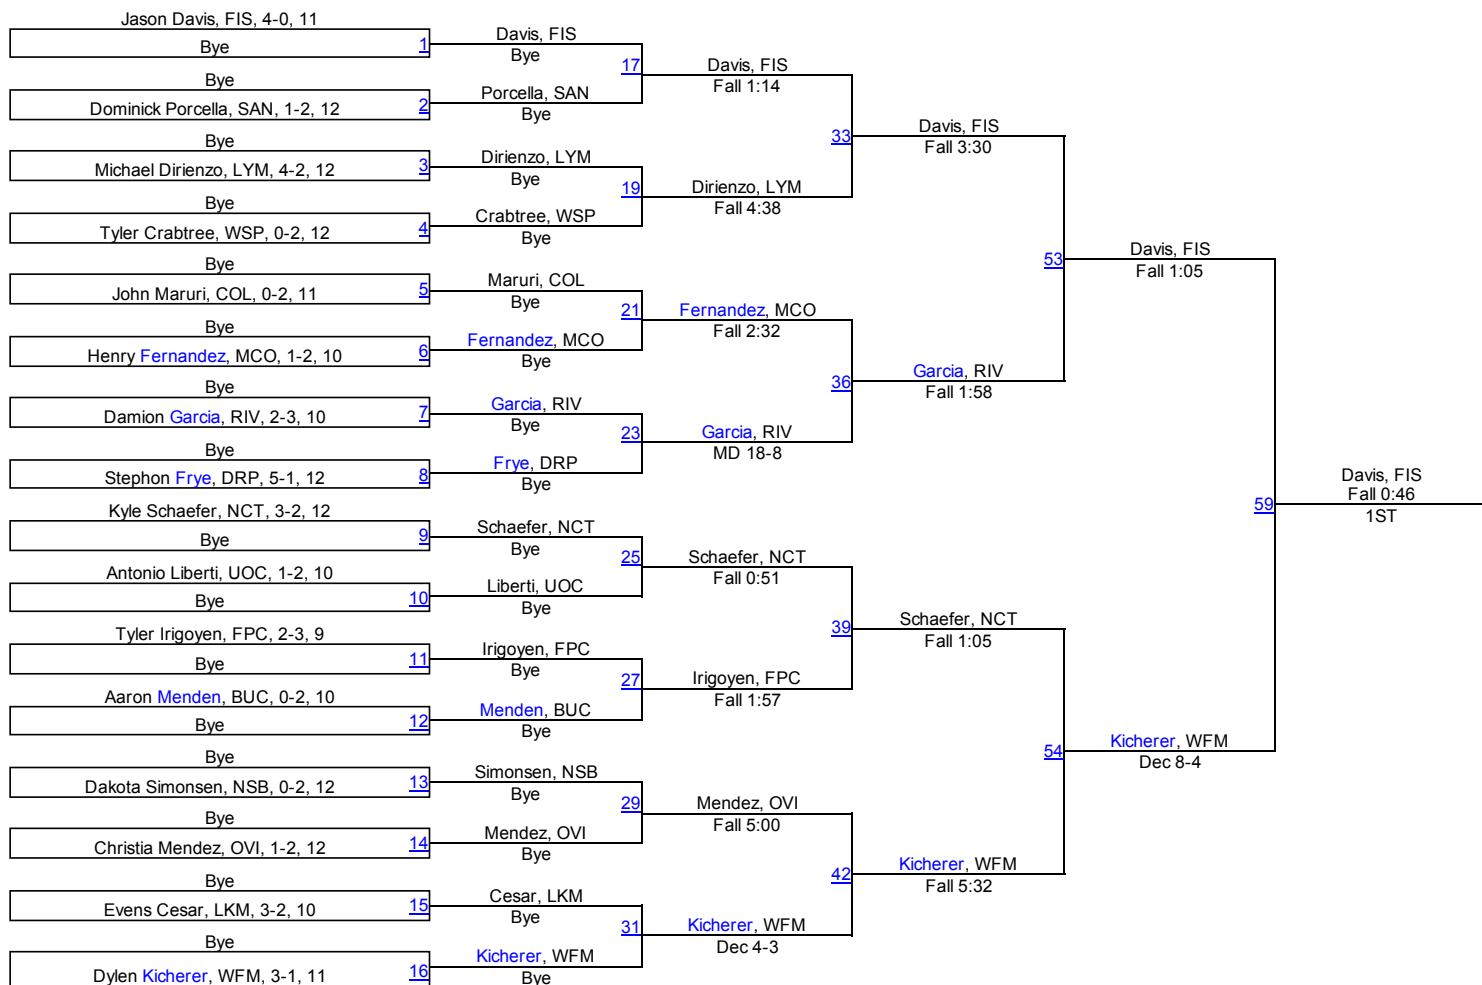 Jason Davis, FIS, 4-0, 11
Bye
1
Bye
Dominick Porcella, SAN, 1-2, 12
2
Bye
Michael Dirienzo, LYM, 4-2, 12
3
Bye
Tyler Crabtree, WSP, 0-2, 12
4
Bye
John Maruri, COL, 0-2, 11
5
Bye
Henry Fernandez, MCO, 1-2, 10
6
Bye
Damion Garcia, RIV, 2-3, 10
7
Bye
Stephon Frye, DRP, 5-1, 12
8
Kyle Schaefer, NCT, 3-2, 12
Bye
9
Antonio Liberti, UOC, 1-2, 10
Bye
10
Tyler Irigoyen, FPC, 2-3, 9
Bye
11
Aaron Menden, BUC, 0-2, 10
Bye
12
Bye
Dakota Simonsen, NSB, 0-2, 12
13
Bye
Christia Mendez, OVI, 1-2, 12
14
Bye
Evens Cesar, LKM, 3-2, 10
15
Bye
Dylen Kicherer, WFM, 3-1, 11
16
Davis, FIS
Bye
17
Porcella, SAN
Bye
Dirienzo, LYM
Bye
19
Crabtree, WSP
Bye
Maruri, COL
Bye
21
Fernandez, MCO
Bye
Garcia, RIV
Bye
23
Frye, DRP
Bye
Schaefer, NCT
Bye
25
Liberti, UOC
Bye
Irigoyen, FPC
Bye
27
Menden, BUC
Bye
Simonsen, NSB
Bye
29
Mendez, OVI
Bye
Cesar, LKM
Bye
31
Kicherer, WFM
Bye
Davis, FIS
Fall 1:14
33
Dirienzo, LYM
Fall 4:38
Fernandez, MCO
Fall 2:32
36
Garcia, RIV
MD 18-8
Schaefer, NCT
Fall 0:51
39
Irigoyen, FPC
Fall 1:57
Mendez, OVI
Fall 5:00
42
Kicherer, WFM
Dec 4-3
Davis, FIS
Fall 3:30
53
Garcia, RIV
Fall 1:58
Schaefer, NCT
Fall 1:05
54
Kicherer, WFM
Fall 5:32
Davis, FIS
Fall 1:05
59
Kicherer, WFM
Dec 8-4
Davis, FIS
Fall 0:46
1ST